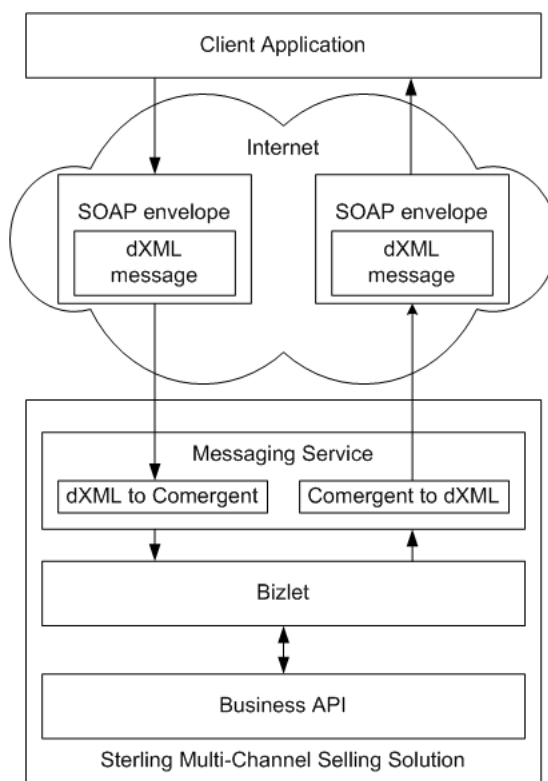 Client Application
Internet
SOAP envelope
dXML
message
SOAP envelope
dXML
message
Messaging Service
dXML to Comergent
Comergent to dXML
Bizlet
Business API
Sterling Multi-Channel Selling Solution